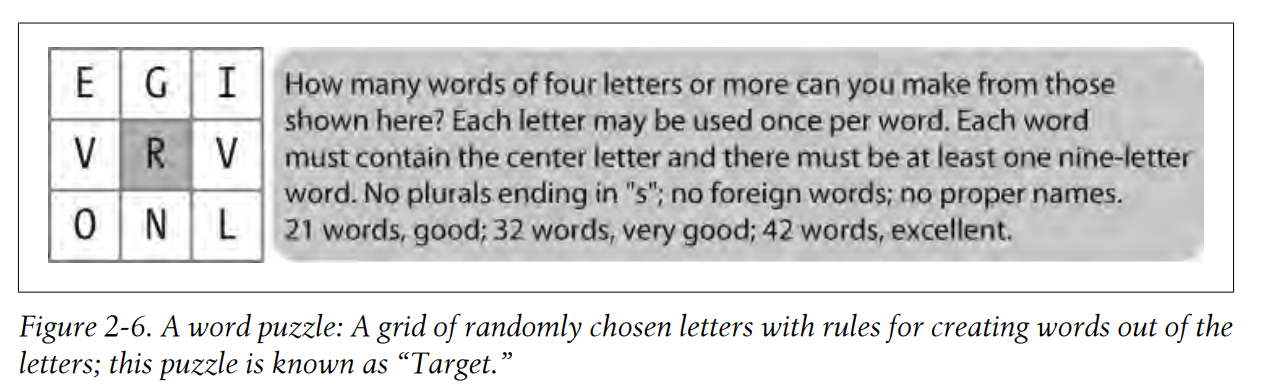 E G I
V R V
O N L
How many words of four letters or more can you make from those
shown here? Each letter may be used once per word. Each word
must contain the center letter and there must be at least one nine-letter
word. No plurals ending in "s"; no foreign words; no proper names.
21 words, good; 32 words, very good; 42 words, excellent.
Figure 2-6. A word puzzle: A grid of randomly chosen letters with rules for creating words out of the
letters; this puzzle is known as “Target.”